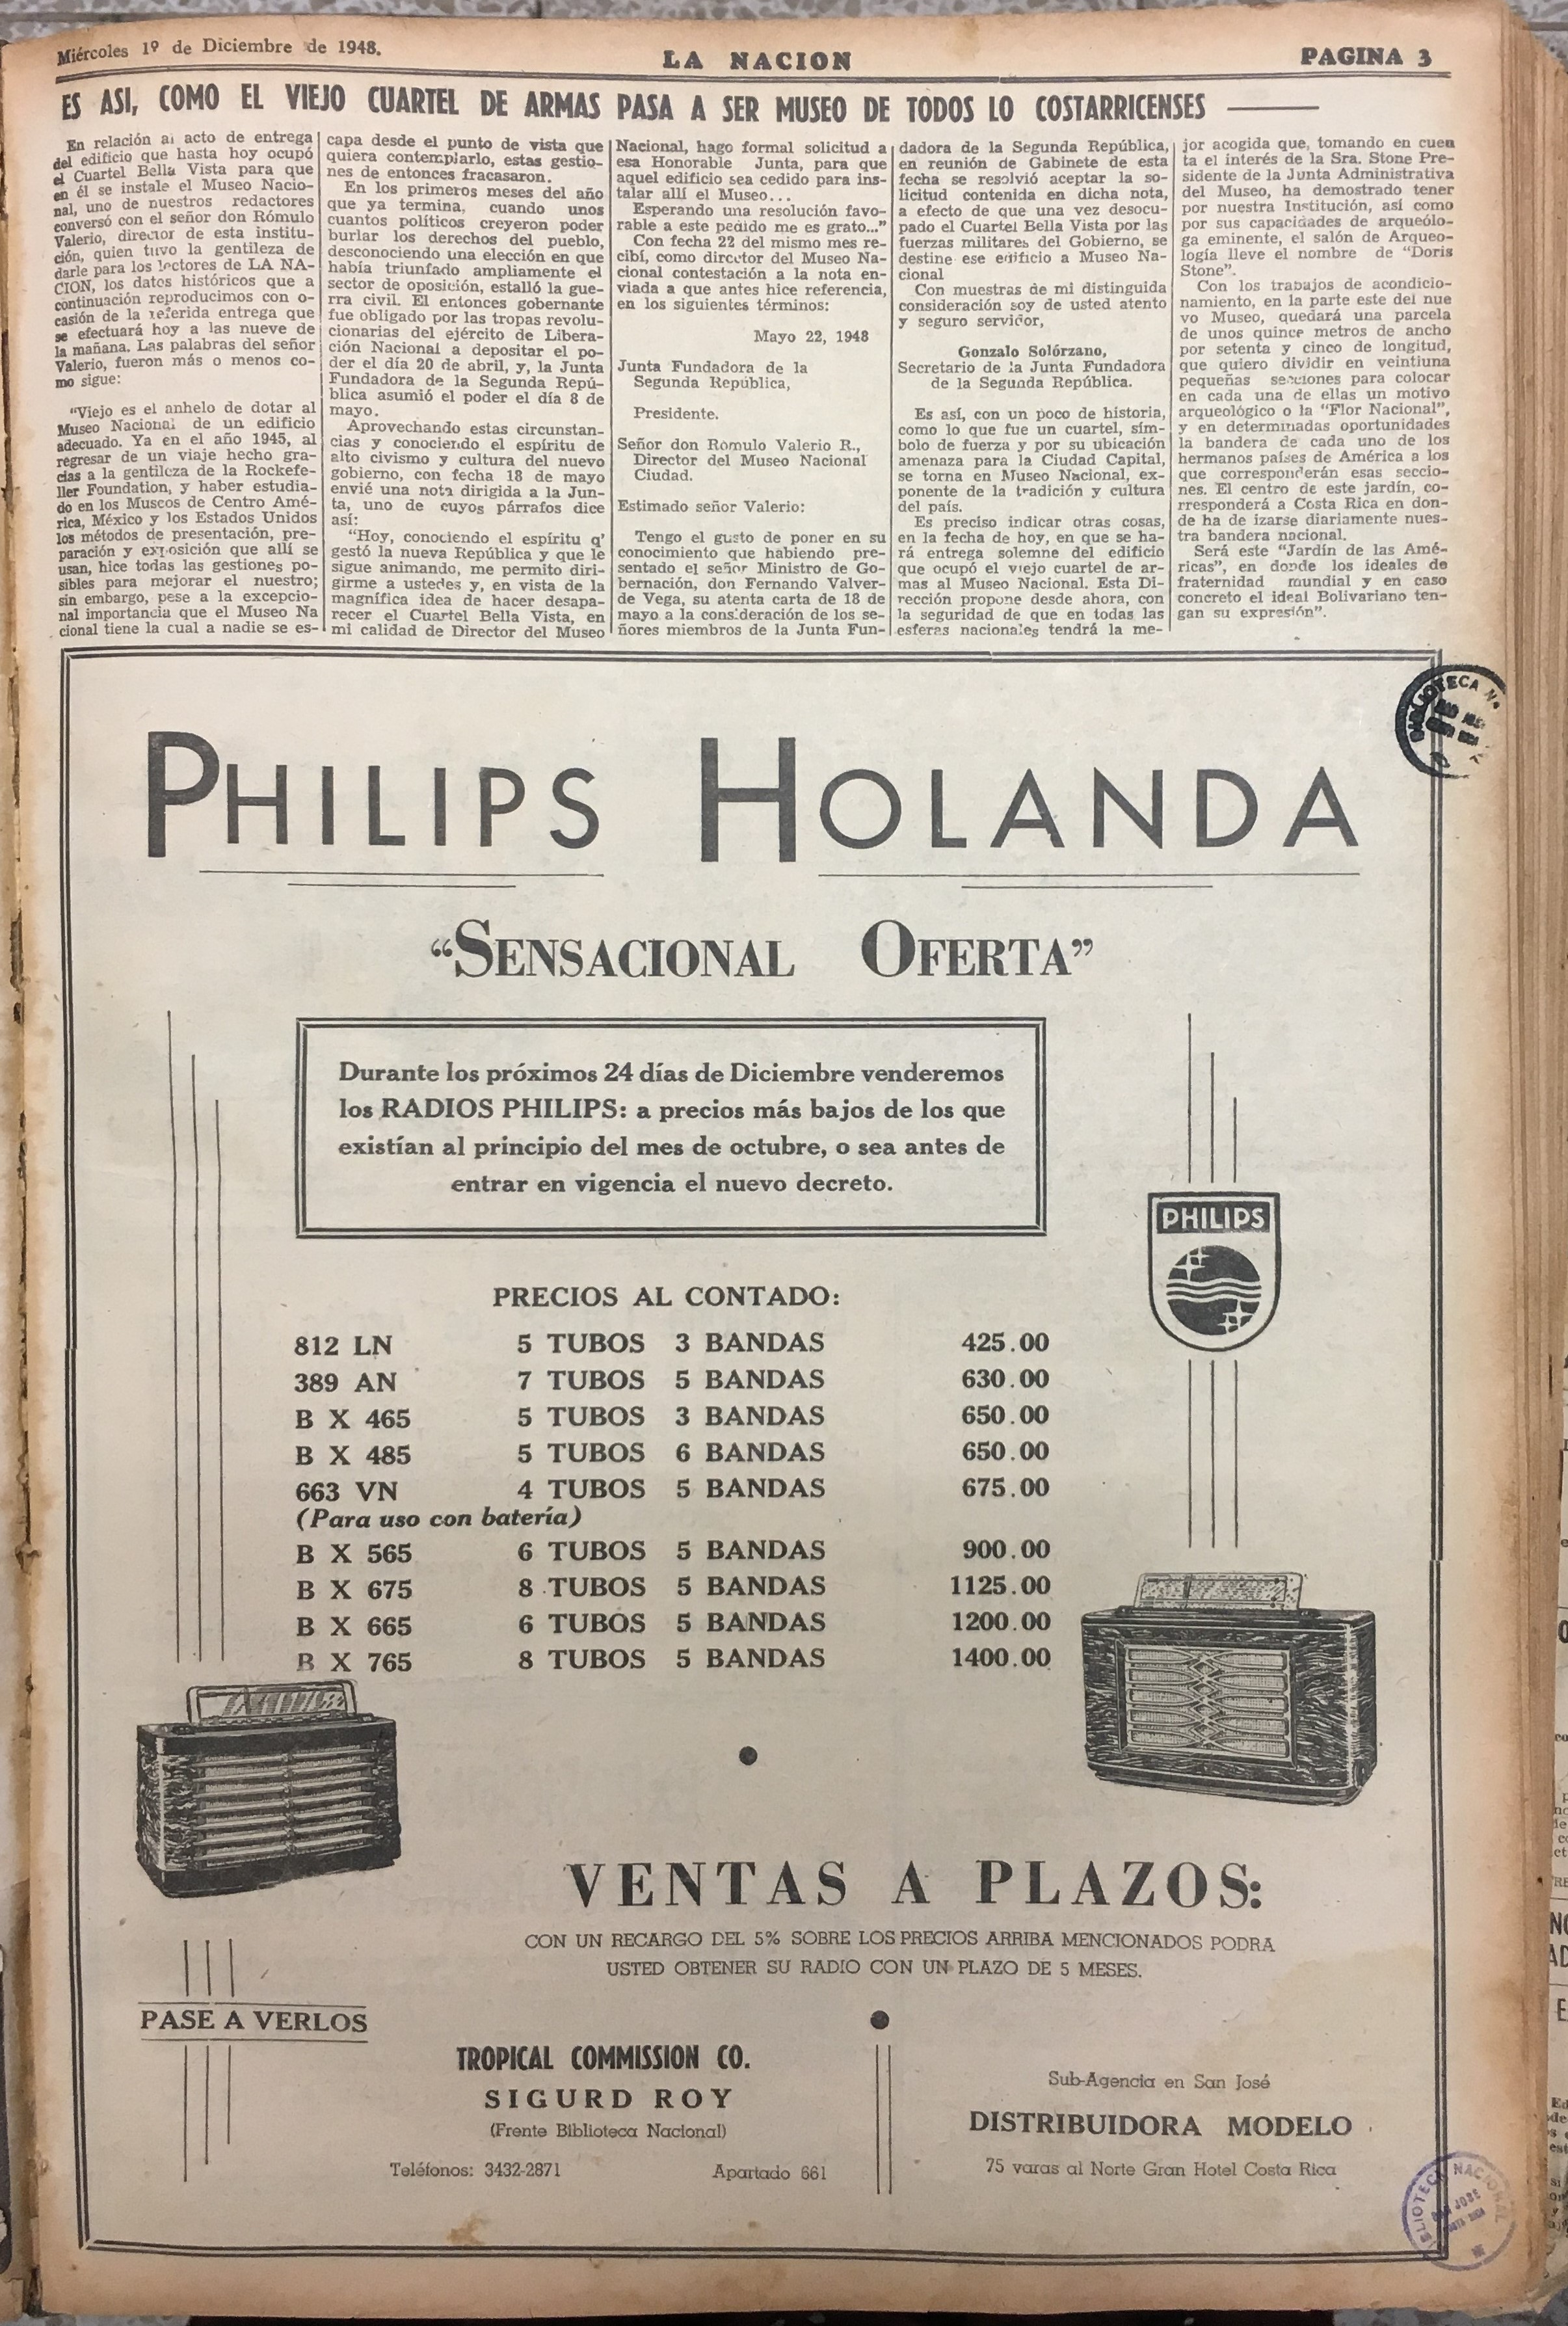 Miércoles 1º de Diciembre de 1948.
LA NACION
PAGINA 3
ES ASI, COMO EL VIEJO CUARTEL DE ARMAS PASA A SER MUSEO DE TODOS LO COSTARRICENSES
En relación al acto de entrega
del edificio que hasta hoy ocupó
el Cuartel Bella Vista para que
en él se instale el Museo Nacio-
nal, uno de nuestros redactores
conversó con el señor don Rómulo
Valerio, director de esta institu-
ción, quien tuvo la gentileza de
darle para los lectores de LA NA-
CION, los datos históricos que a
continuación reproducimos con o-
casión de la referida entrega que
se efectuará hoy a las nueve de
la mañana. Las palabras del señor
Valerio, fueron más o menos co-
mo sigue:
"Viejo es el anhelo de dotar al
Museo Nacional de un edificio
adecuado. Ya en el año 1945, al
regresar de un viaje hecho gra-
cias a la gentileza de la Rockefe-
ller Foundation, y haber estudia-
do en los Muscos de Centro Amé-
rica, México y los Estados Unidos
los métodos de presentación, pre-
paración y exposición que allí se
usan, hice todas las gestiones po-
sibles para mejorar el nuestro;
sin embargo, pese a la excepcio-
nal importancia que el Museo Na
cional tiene la cual a nadie se es-
capa desde el punto de vista que
quiera contemplarlo, estas gestio-
nes de entonces fracasaron.
En los primeros meses del año
que ya termina, cuando unos
cuantos políticos creyeron poder
burlar los derechos del pueblo,
desconociendo una elección en que
había triunfado ampliamente el
sector de oposición, estalló la gue-
rra civil. El entonces gobernante
fue obligado por las tropas revolu-
cionarias del ejército de Libera-
ción Nacional a depositar el po-
der el día 20 de abril, y, la Junta
Fundadora de la Segunda Repú-
blica asumió el poder el día 8 de
mayo.
Aprovechando estas circunstan-
cias y conociendo el espíritu de
alto civismo y cultura del nuevo
gobierno, con fecha 18 de mayo
envié una nota dirigida a la Jun-
ta, uno de cuyos párrafos dice
así:
"Hoy, conociendo el espíritu q'
gestó la nueva República y que le
sigue animando, me permito diri-
girme a ustedes y, en vista de la
magnífica idea de hacer desapa-
recer el Cuartel Bella Vista, en
mi calidad de Director del Museo
Nacional, hago formal solicitud a
esa Honorable Junta, para que
aquel edificio sea cedido para ins-
talar allí el Museo...
Esperando una resolución favo-
rable a este pedido me es grato..."
Con fecha 22 del mismo mes re-
cibí, como dircctor del Museo Na-
cional contestación a la nota en-
viada a que antes hice referencia,
en los siguientes términos:
Mayo 22, 1948
Junta Fundadora de la
Segunda República,
Presidente.
Señor don Romulo Valerio R.,
Director del Museo Nacional
Ciudad.
Estimado señor Valerio:
Tengo el gusto de poner en su
conocimiento que habiendo pre-
sentado el señor Ministro de Go-
bernación, don Fernando Valver-
de Vega, su atenta carta de 18 de
mayo a la consideración de los se-
ñores miembros de la Junta Fun-
dadora de la Segunda República,
en reunión de Gabinete de esta
fecha se resolvió aceptar la so-
licitud contenida en dicha nota,
a efecto de que una vez desocu-
pado el Cuartel Bella Vista por las
fuerzas militares del Gobierno, se
destine ese edificio a Museo Na-
cional
Con muestras de mi distinguida
consideración soy de usted atento
y seguro servidor,
Gonzalo Solórzano,
Secretario de la Junta Fundadora
de la Segunda República.
Es así, con un poco de historia,
como lo que fue un cuartel, sím-
bolo de fuerza y por su ubicación
amenaza para la Ciudad Capital,
se torna en Museo Nacional, ex-
ponente de la tradición y cultura
del país.
Es preciso indicar otras cosas,
en la fecha de hoy, en que se ha-
rá entrega solemne del edificio
que ocupó el viejo cuartel de ar-
mas al Museo Nacional. Esta Di-
rección propone desde ahora, con
la seguridad de que en todas las
esferas nacionales tendrá la me-
jor acogida que, tomando en cuen
ta el interés de la Sra. Stone Pre-
sidente de la Junta Administrativa
del Museo, ha demostrado tener
por nuestra Institución, así como
por sus capacidades de arqueólo-
ga eminente, el salón de Arqueo-
logía lleve el nombre de "Doris
Stone".
Con los trabajos de acondicio-
namiento, en la parte este del nue
vo Museo, quedará una parcela
de unos quince metros de ancho
por setenta y cinco de longitud,
que quiero dividir en veintiuna
pequeñas secciones para colocar
en cada una de ellas un motivo
arqueológico o la "Flor Nacional",
y en determinadas oportunidades
la bandera de cada uno de los
hermanos países de América a los
que corresponderán esas seccio-
nes. El centro de este jardín, co-
rresponderá a Costa Rica en don-
de ha de izarse diariamente nues-
tra bandera nacional.
Será este "Jardín de las Amé-
ricas", en donde los ideales de
fraternidad mundial y en caso
concreto el ideal Bolivariano ten-
gan su expresión".
BIBLIOTECA
PHILIPS HOLANDA
"SENSACIONAL OFERTA"
Durante los próximos 24 días de Diciembre venderemos
los RADIOS PHILIPS: a precios más bajos de los que
existían al principio del mes de octubre, o sea antes de
entrar en vigencia el nuevo decreto.
PHILIPS
PRECIOS AL CONTADO:
812 LN 5 TUBOS 3 BANDAS 425.00
389 AN 7 TUBOS 5 BANDAS 630.00
B X 465 5 TUBOS 3 BANDAS 650.00
B X 485 5 TUBOS 6 BANDAS 650.00
663 VN 4 TUBOS 5 BANDAS 675.00
(Para uso con batería)
B X 565 6 TUBOS 5 BANDAS 900.00
B X 675 8 TUBOS 5 BANDAS 1125.00
B X 665 6 TUBOS 5 BANDAS 1200.00
B X 765 8 TUBOS 5 BANDAS 1400.00
VENTAS A PLAZOS:
CON UN RECARGO DEL 5% SOBRE LOS PRECIOS ARRIBA MENCIONADOS PODRA
USTED OBTENER SU RADIO CON UN PLAZO DE 5 MESES.
PASE A VERLOS
TROPICAL COMMISSION CO.
SIGURD ROY
(Frente Biblioteca Nacional)
Teléfonos: 3432-2871 Apartado 661
Sub-Agencia en San José
DISTRIBUIDORA MODELO
75 varas al Norte Gran Hotel Costa Rica
BIBLIOTECA NACIONAL
SAN JOSE
COSTA RICA